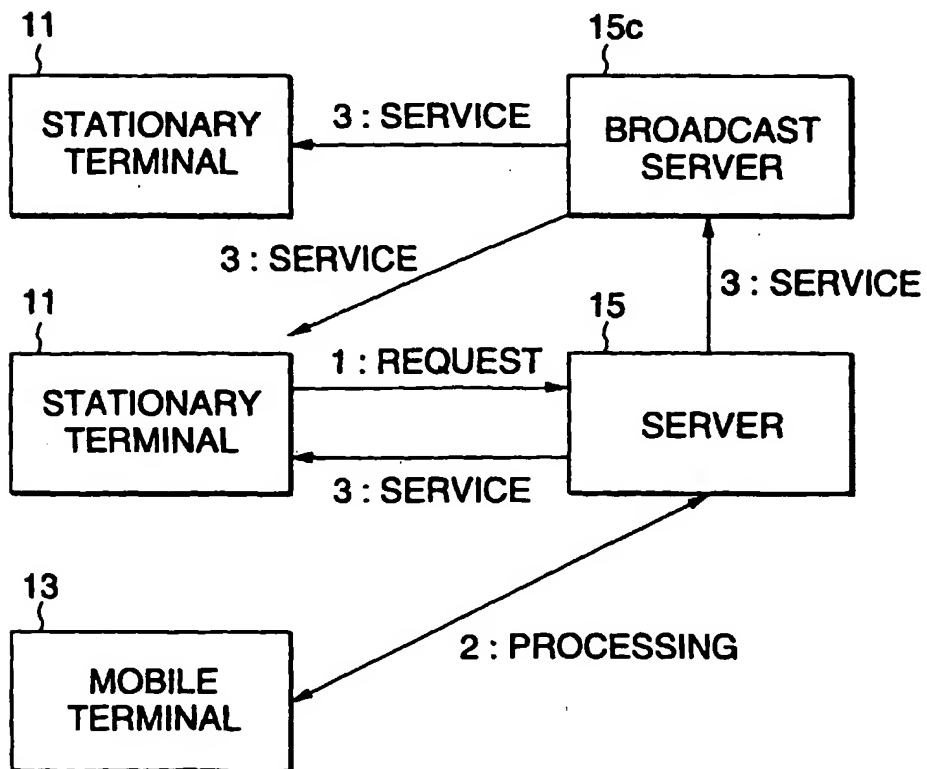 11
15c
STATIONARY
TERMINAL
3 : SERVICE
BROADCAST
SERVER
3 : SERVICE
3 : SERVICE
11
15
STATIONARY
TERMINAL
1 : REQUEST
SERVER
3 : SERVICE
13
MOBILE
TERMINAL
2 : PROCESSING